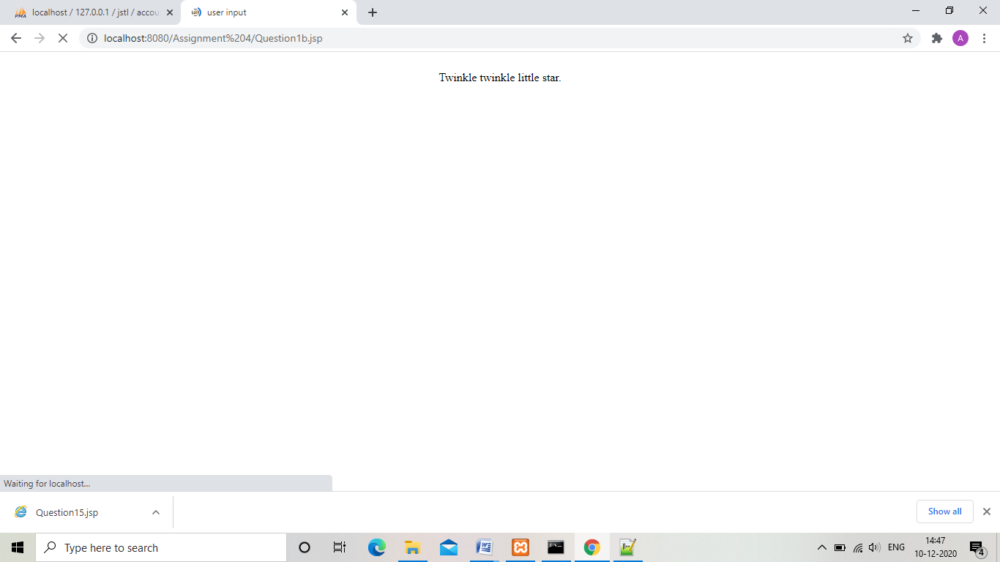 localhost / 127.0.0.1 / jstl / accou
user input
localhost:8080/Assignment%204/Question1b.jsp
A
Twinkle twinkle little star.
Waiting for localhost...
Question15.jsp
Show all
Type here to search
ENG
14:47
10-12-2020
4